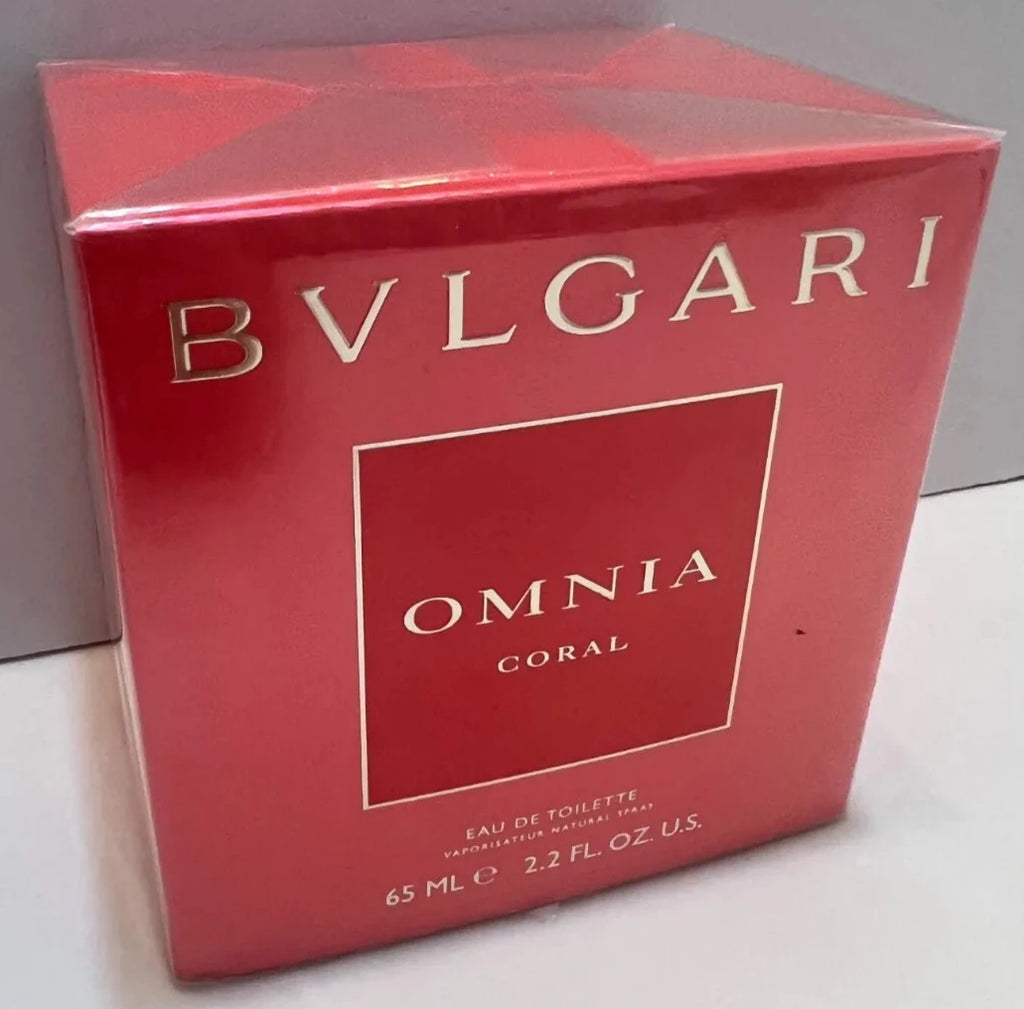 BVLGARI
OMNIA
CORAL
EAU DE TOILETTE
VAPORISATEUR NATURAL SPRAY
65 ML ℮ 2.2 FL. OZ. U.S.